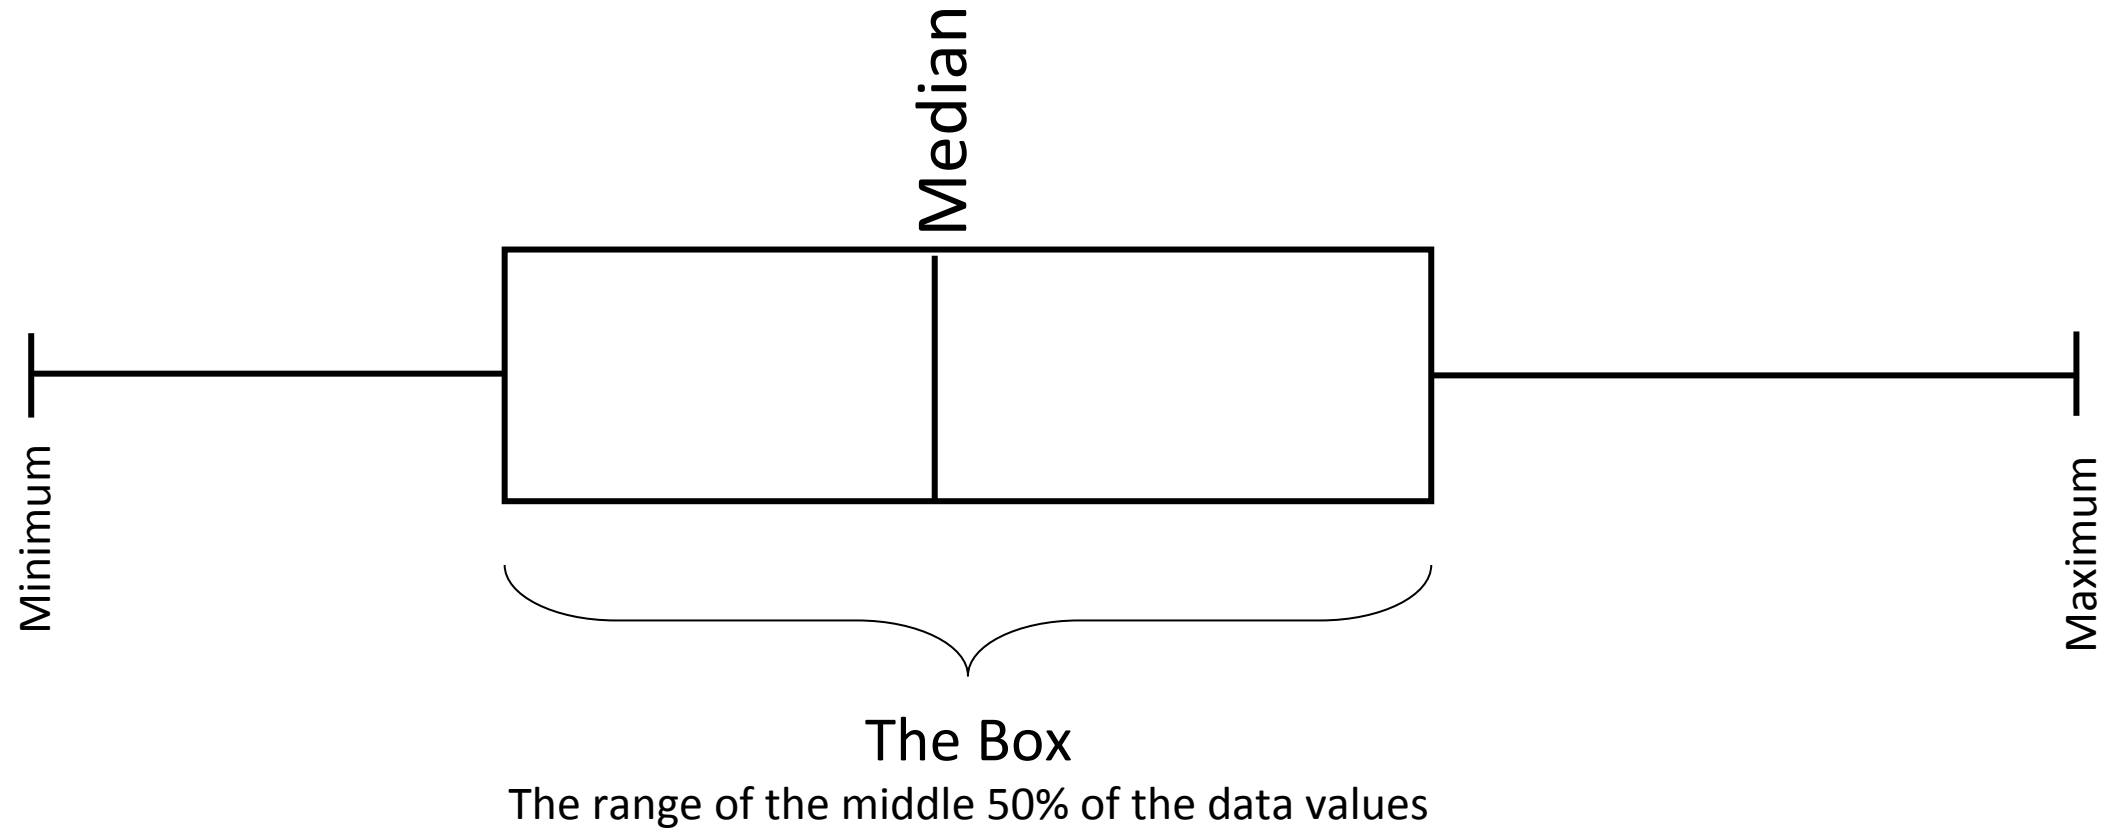 Median
Minimum
Maximum
The Box
The range of the middle 50% of the data values